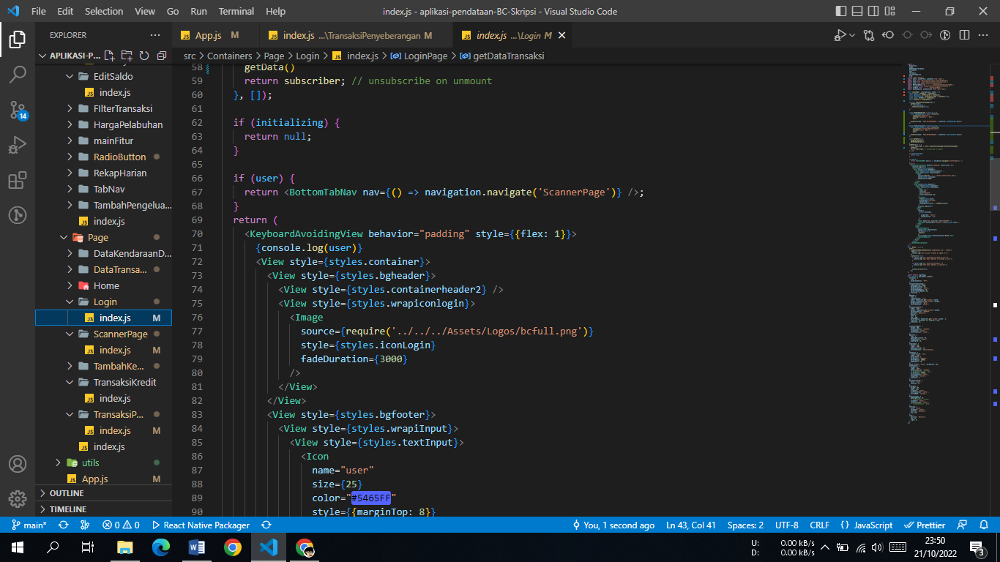 File Edit Selection View Go Run Terminal Help
index.js - aplikasi-pendataan-BC-Skripsi - Visual Studio Code
EXPLORER
APLIKASI-P...
EditSaldo
index.js
FIlterTransaksi
HargaPelabuhan
mainFitur
RadioButton
RekapHarian
TabNav
TambahPengelua...
index.js
Page
DataKendaraanD...
DataTransa...
Home
Login
index.js M
ScannerPage
index.js M
TambahKe...
TransaksiKredit
index.js
TransaksiP...
index.js M
index.js
utils
App.js M
OUTLINE
TIMELINE
14
App.js M
index.js ...\TransaksiPenyeberangan M
index.js ...\Login M
src > Containers > Page > Login > index.js > LoginPage > getDataTransaksi
58 getData()
59 return subscriber; // unsubscribe on unmount
60 }, []);
61
62 if (initializing) {
63 return null;
64 }
65
66 if (user) {
67 return <BottomTabNav nav={() => navigation.navigate('ScannerPage')} />;
68 }
69 return (
70 <KeyboardAvoidingView behavior="padding" style={{flex: 1}}>
71 {console.log(user)}
72 <View style={styles.container}>
73 <View style={styles.bgheader}>
74 <View style={styles.containerheader2} />
75 <View style={styles.wrapiconlogin}>
76 <Image
77 source={require('../../../Assets/Logos/bcfull.png')}
78 style={styles.iconLogin}
79 fadeDuration={3000}
80 />
81 </View>
82 </View>
83 <View style={styles.bgfooter}>
84 <View style={styles.wrapiInput}>
85 <View style={styles.textInput}>
86 <Icon
87 name="user"
88 size={25}
89 color="#5465FF"
90 style={{marginTop: 8}}
main* 0 0 React Native Packager
You, 1 second ago Ln 43, Col 41 Spaces: 2 UTF-8 CRLF {} JavaScript Prettier
U: 0.00 kB/s
D: 0.00 kB/s
23:50
21/10/2022
3